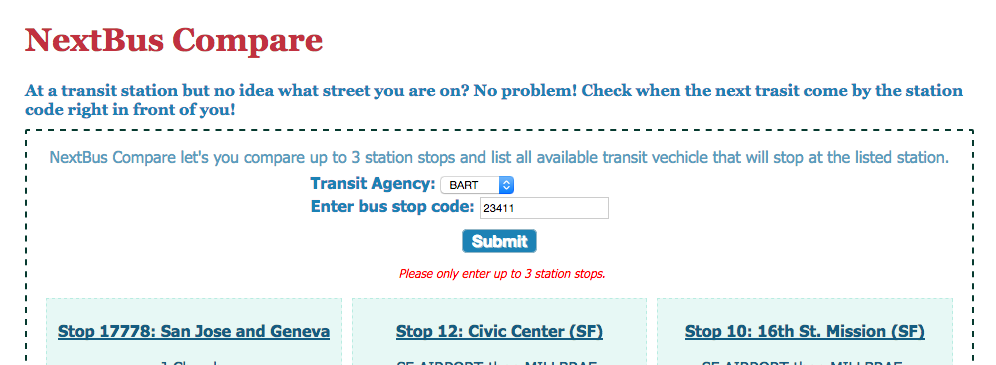 NextBus Compare
At a transit station but no idea what street you are on? No problem! Check when the next trasit come by the station
code right in front of you!
NextBus Compare let's you compare up to 3 station stops and list all available transit vechicle that will stop at the listed station.
Transit Agency: BART
Enter bus stop code: 23411
Submit
Please only enter up to 3 station stops.
Stop 17778: San Jose and Geneva
Stop 12: Civic Center (SF)
Stop 10: 16th St. Mission (SF)